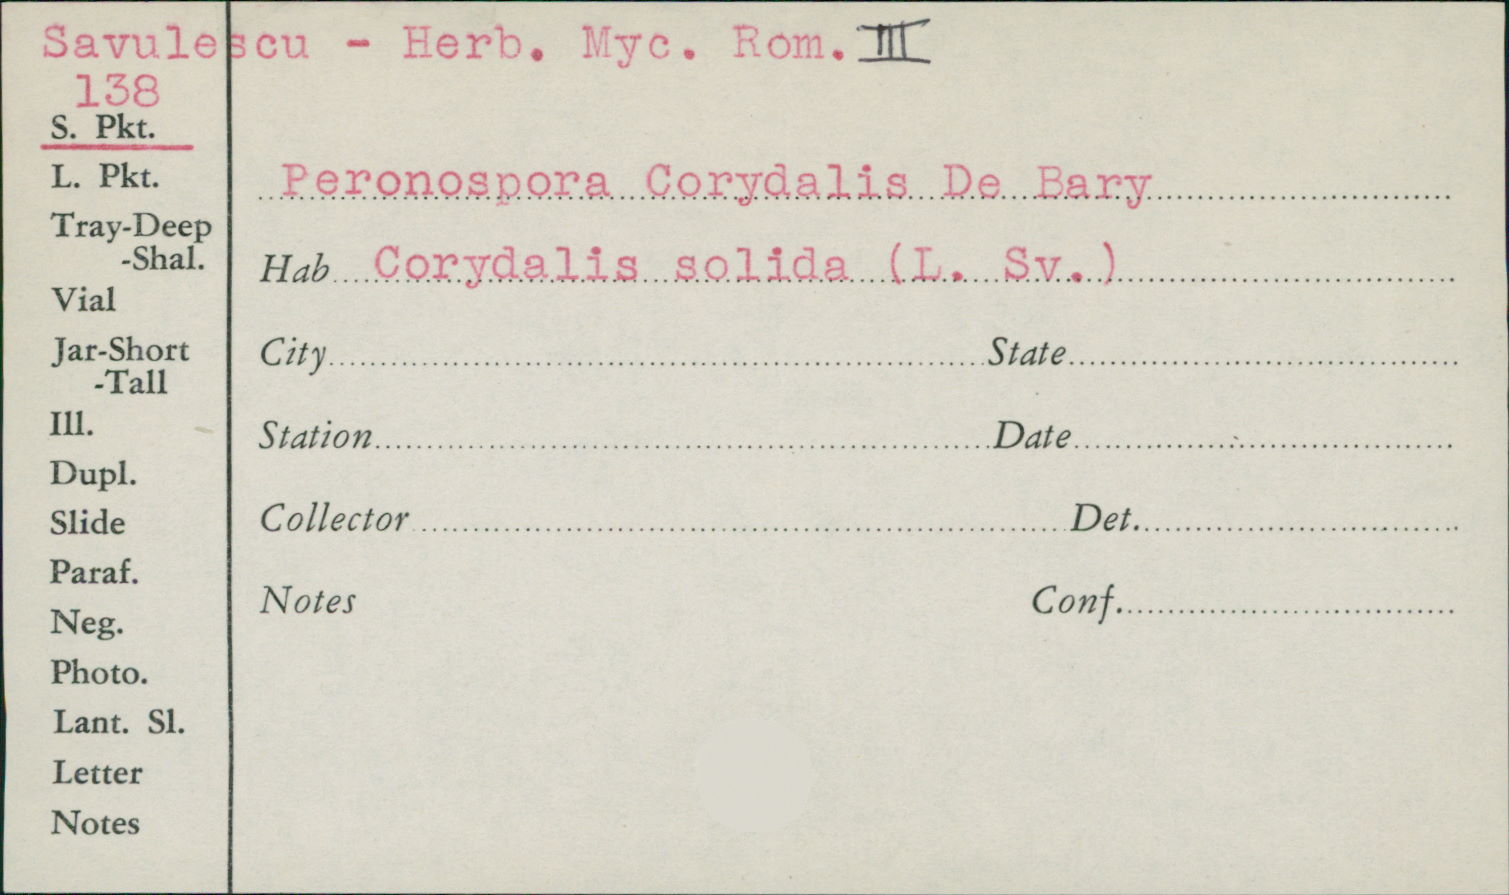 Savulescu - Herb. Myc. Rom. III
138
S. Pkt.
L. Pkt.
Tray-Deep
-Shal.
Vial
Jar-Short
-Tall
Ill.
Dupl.
Slide
Paraf.
Neg.
Photo.
Lant. Sl.
Letter
Notes
Peronospora Corydalis De Bary
Hab Corydalis solida (L. Sv.)
City State
Station Date
Collector Det.
Notes Conf.